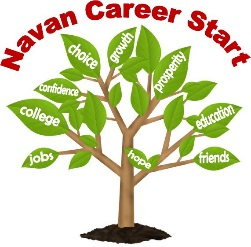 Navan Career Start
choice
growth
prosperity
confidence
college
education
jobs
hope
friends